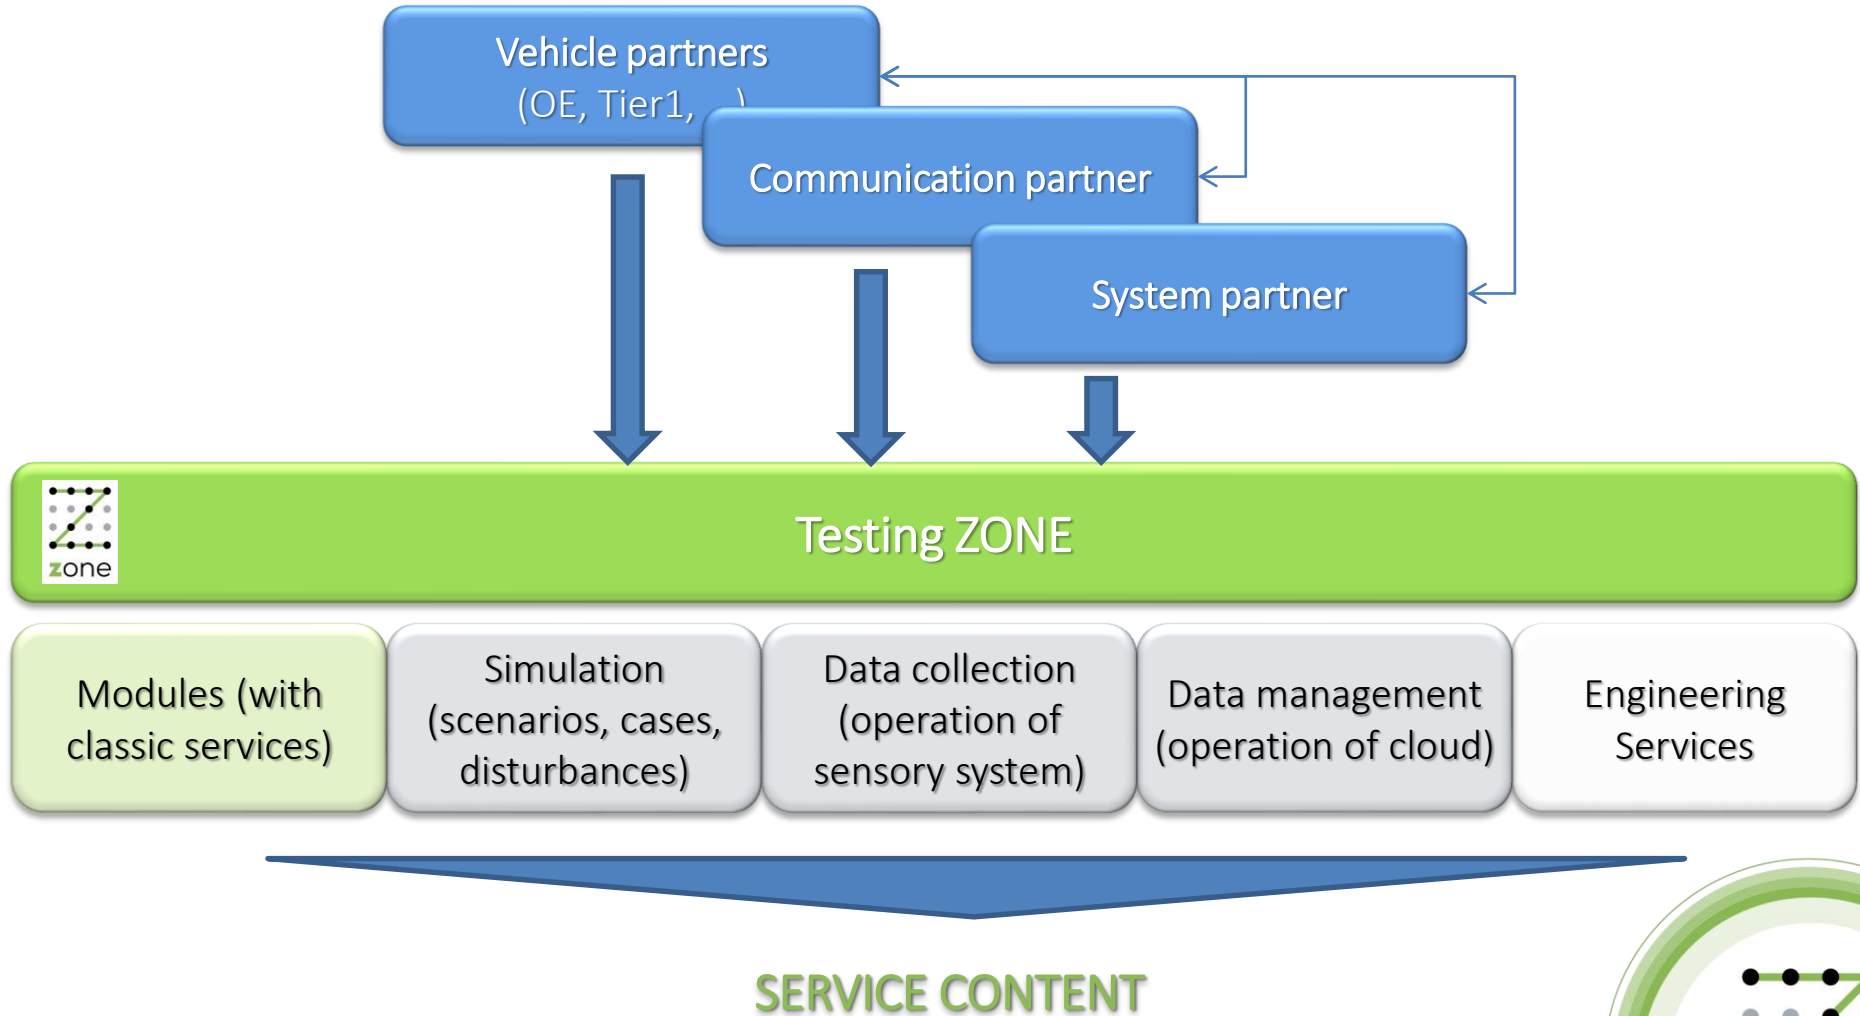 Vehicle partners
(OE, Tier1, )
Communication partner
System partner
zone
Testing ZONE
Modules (with
classic services)
Simulation
(scenarios, cases,
disturbances)
Data collection
(operation of
sensory system)
Data management
(operation of cloud)
Engineering
Services
SERVICE CONTENT